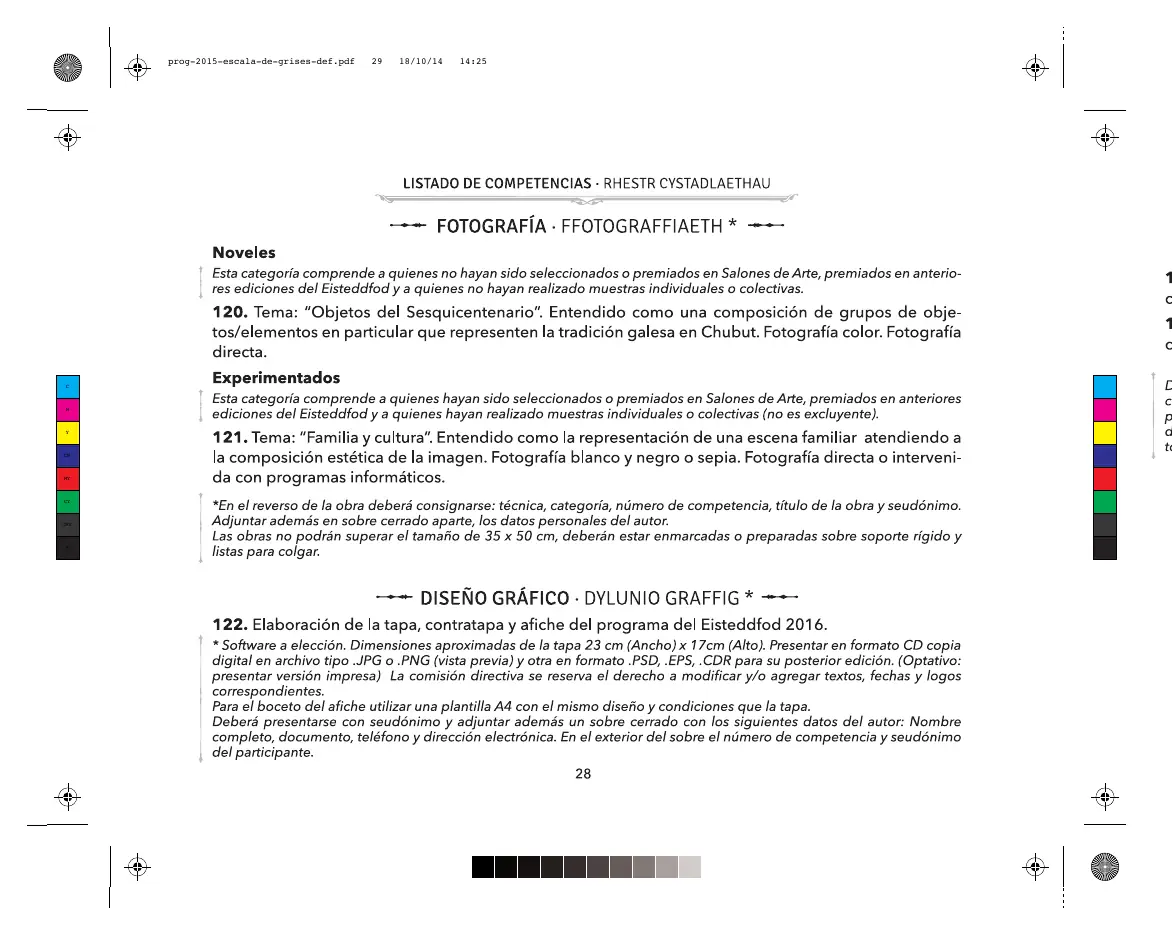 prog-2015-escala-de-grises-def.pdf 29 18/10/14 14:25
LISTADO DE COMPETENCIAS · RHESTR CYSTADLAETHAU
FOTOGRAFÍA · FFOTOGRAFFIAETH *
Noveles
Esta categoría comprende a quienes no hayan sido seleccionados o premiados en Salones de Arte, premiados en anterio-
res ediciones del Eisteddfod y a quienes no hayan realizado muestras individuales o colectivas.
120. Tema: “Objetos del Sesquicentenario”. Entendido como una composición de grupos de obje-
tos/elementos en particular que representen la tradición galesa en Chubut. Fotografía color. Fotografía
directa.
Experimentados
Esta categoría comprende a quienes hayan sido seleccionados o premiados en Salones de Arte, premiados en anteriores
ediciones del Eisteddfod y a quienes hayan realizado muestras individuales o colectivas (no es excluyente).
121. Tema: “Familia y cultura”. Entendido como la representación de una escena familiar atendiendo a
la composición estética de la imagen. Fotografía blanco y negro o sepia. Fotografía directa o interveni-
da con programas informáticos.
*En el reverso de la obra deberá consignarse: técnica, categoría, número de competencia, título de la obra y seudónimo.
Adjuntar además en sobre cerrado aparte, los datos personales del autor.
Las obras no podrán superar el tamaño de 35 x 50 cm, deberán estar enmarcadas o preparadas sobre soporte rígido y
listas para colgar.
DISEÑO GRÁFICO · DYLUNIO GRAFFIG *
122. Elaboración de la tapa, contratapa y afiche del programa del Eisteddfod 2016.
* Software a elección. Dimensiones aproximadas de la tapa 23 cm (Ancho) x 17cm (Alto). Presentar en formato CD copia
digital en archivo tipo .JPG o .PNG (vista previa) y otra en formato .PSD, .EPS, .CDR para su posterior edición. (Optativo:
presentar versión impresa) La comisión directiva se reserva el derecho a modificar y/o agregar textos, fechas y logos
correspondientes.
Para el boceto del afiche utilizar una plantilla A4 con el mismo diseño y condiciones que la tapa.
Deberá presentarse con seudónimo y adjuntar además un sobre cerrado con los siguientes datos del autor: Nombre
completo, documento, teléfono y dirección electrónica. En el exterior del sobre el número de competencia y seudónimo
del participante.
28